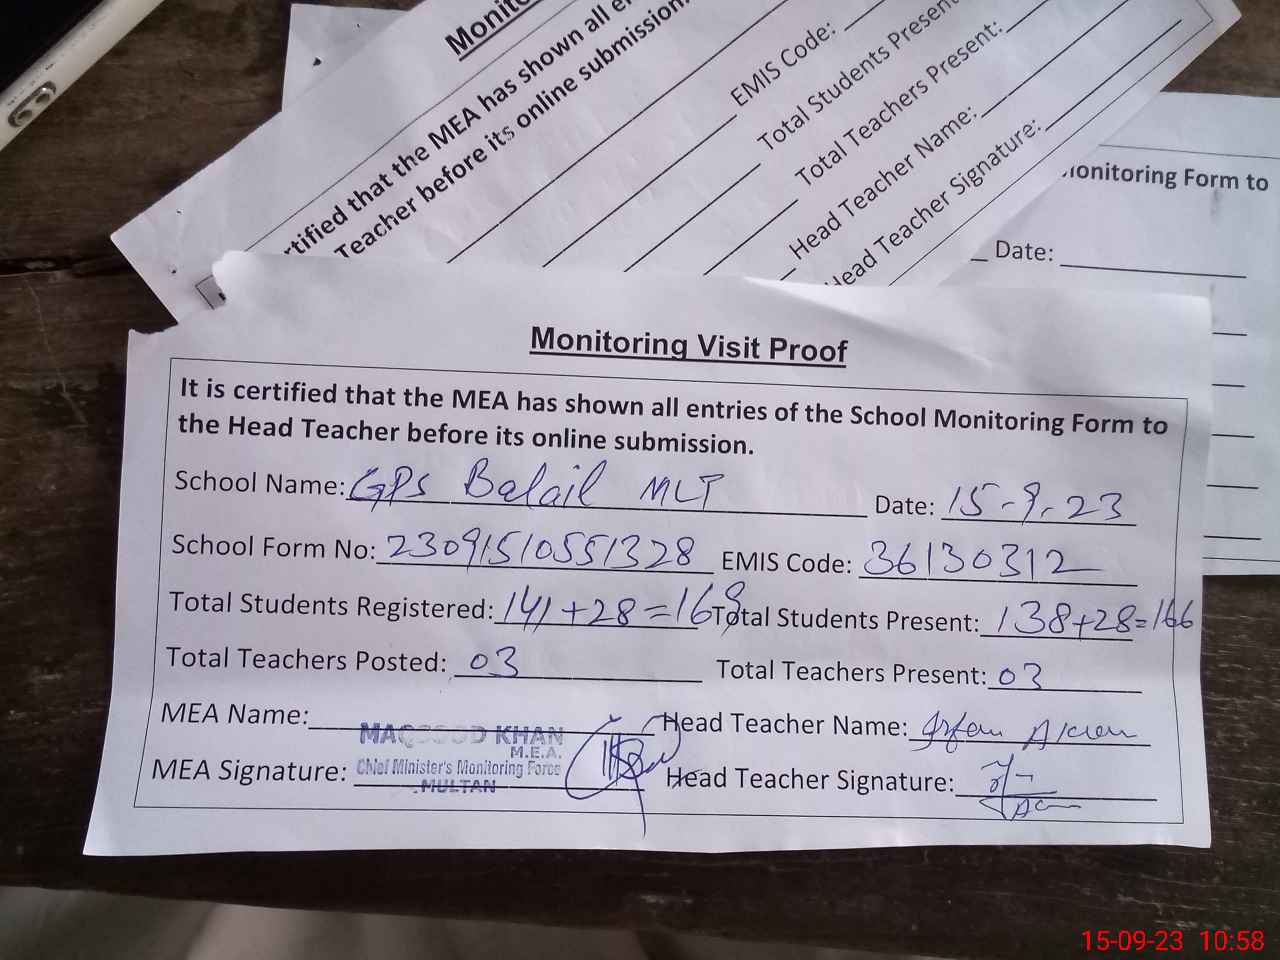 Monito
rtified that the MEA has shown all en
Teacher before its online submission.
EMIS Code:
Total Students Present
Total Teachers Present:
Head Teacher Name:
Head Teacher Signature:
onitoring Form to
Date:
Monitoring Visit Proof
It is certified that the MEA has shown all entries of the School Monitoring Form to
the Head Teacher before its online submission.
School Name: GPS Balail MLT Date: 15-9-23
School Form No: 23091510551328 EMIS Code: 36130312
Total Students Registered: 141+28=169 Total Students Present: 138+28=166
Total Teachers Posted: 03 Total Teachers Present: 03
MEA Name: Head Teacher Name: Irfan Akram
MAQSOOD KHAN
M.E.A.
MEA Signature: Chief Minister's Monitoring Force Head Teacher Signature:
MULTAN
15-09-23 10:58